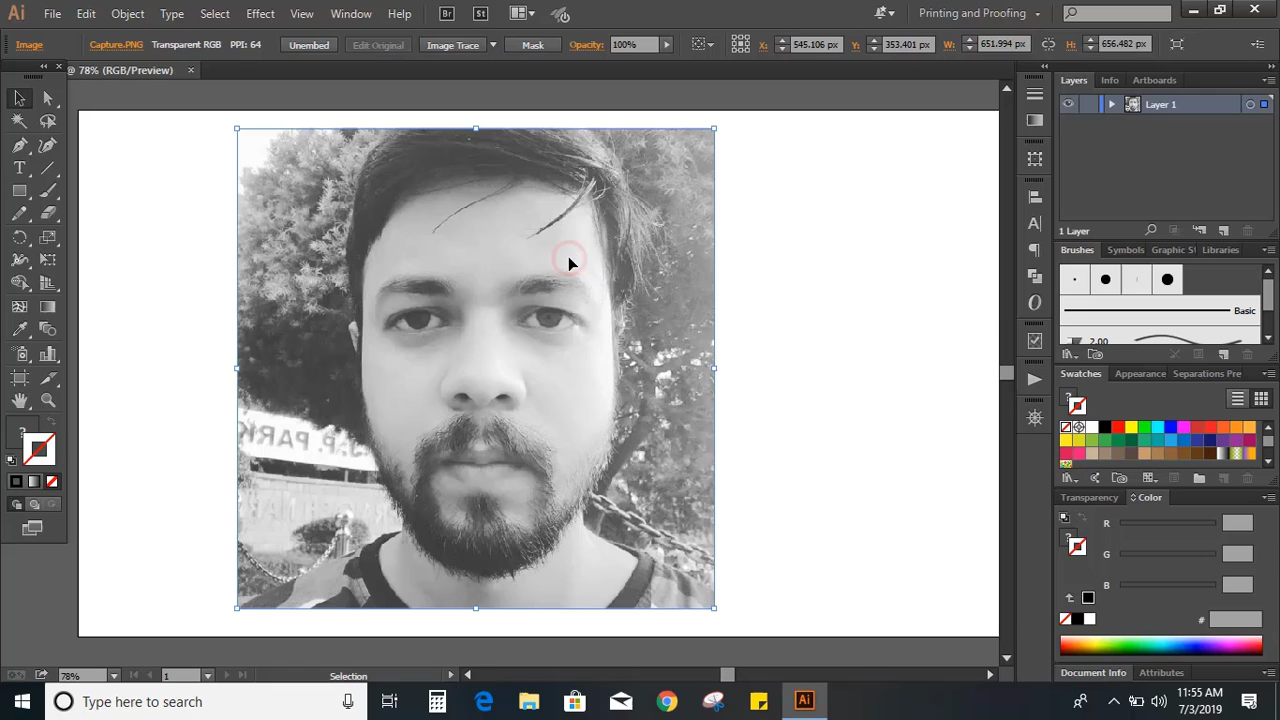 Ai File Edit Object Type Select Effect View Window Help Br St Printing and Proofing
Image Capture.PNG Transparent RGB PPI: 64 Unembed Edit Original Image Trace Mask Opacity: 100% X: 545.106 px Y: 353.401 px W: 651.994 px H: 656.482 px
@ 78% (RGB/Preview)
Layers Info Artboards
Layer 1
1 Layer
Brushes Symbols Graphic S Libraries
Basic
2.00
Swatches Appearance Separations Pre
Transparency Color
R
G
B
#
J.P. PARK
78% 1 Selection
Document Info Attributes
Type here to search
Ai
11:55 AM
7/3/2019